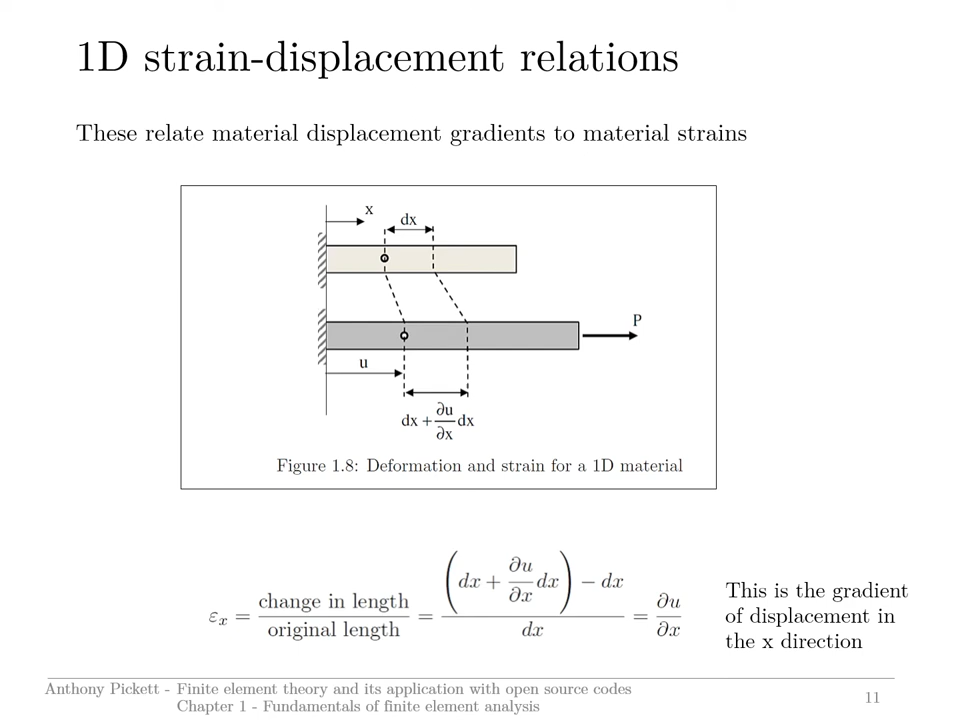 1D strain-displacement relations
These relate material displacement gradients to material strains
x
dx
P
u
dx + ∂u/∂x dx
Figure 1.8: Deformation and strain for a 1D material
εₓ = change in length / original length = ((dx + ∂u/∂x dx) − dx) / dx = ∂u/∂x
This is the gradient
of displacement in
the x direction
Anthony Pickett - Finite element theory and its application with open source codes
Chapter 1 - Fundamentals of finite element analysis
11